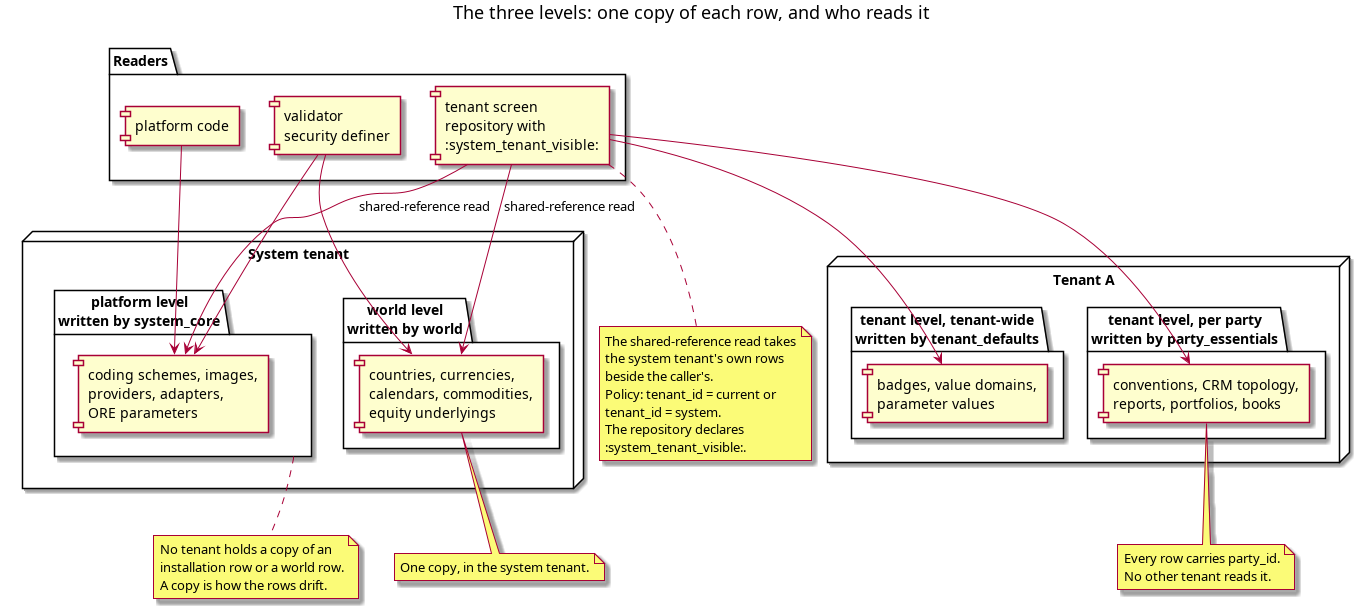 The three levels: one copy of each row, and who reads it
Readers
platform code
validator
security definer
tenant screen
repository with
:system_tenant_visible:
shared-reference read
shared-reference read
System tenant
platform level
written by system_core
coding schemes, images,
providers, adapters,
ORE parameters
world level
written by world
countries, currencies,
calendars, commodities,
equity underlyings
The shared-reference read takes
the system tenant's own rows
beside the caller's.
Policy: tenant_id = current or
tenant_id = system.
The repository declares
:system_tenant_visible:.
Tenant A
tenant level, tenant-wide
written by tenant_defaults
badges, value domains,
parameter values
tenant level, per party
written by party_essentials
conventions, CRM topology,
reports, portfolios, books
No tenant holds a copy of an
installation row or a world row.
A copy is how the rows drift.
One copy, in the system tenant.
Every row carries party_id.
No other tenant reads it.